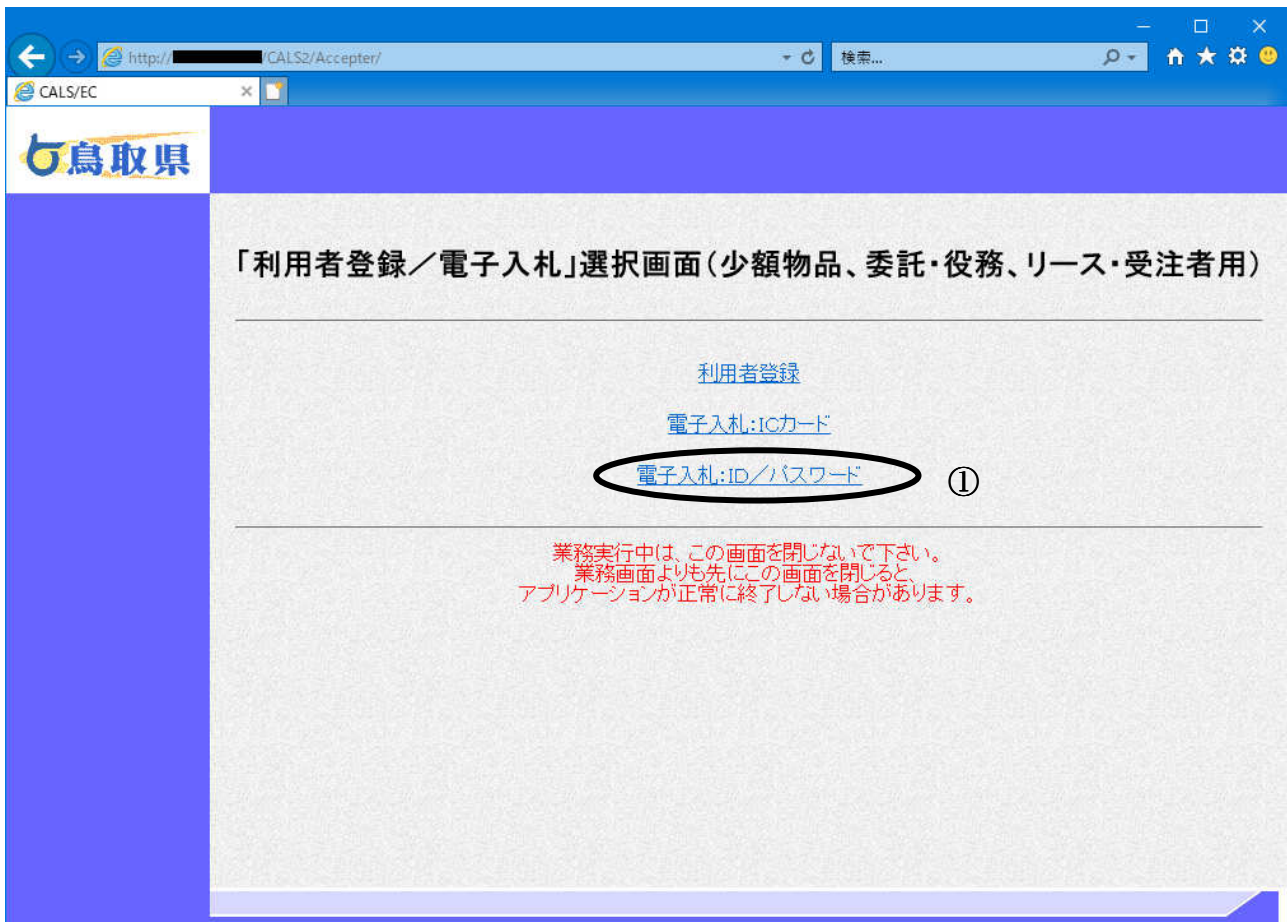 http:// /CALS2/Accepter/
検索...
CALS/EC
鳥取県
「利用者登録／電子入札」選択画面（少額物品、委託・役務、リース・受注者用）
利用者登録
電子入札:ICカード
電子入札:ID／パスワード ①
業務実行中は、この画面を閉じないで下さい。
業務画面よりも先にこの画面を閉じると、
アプリケーションが正常に終了しない場合があります。